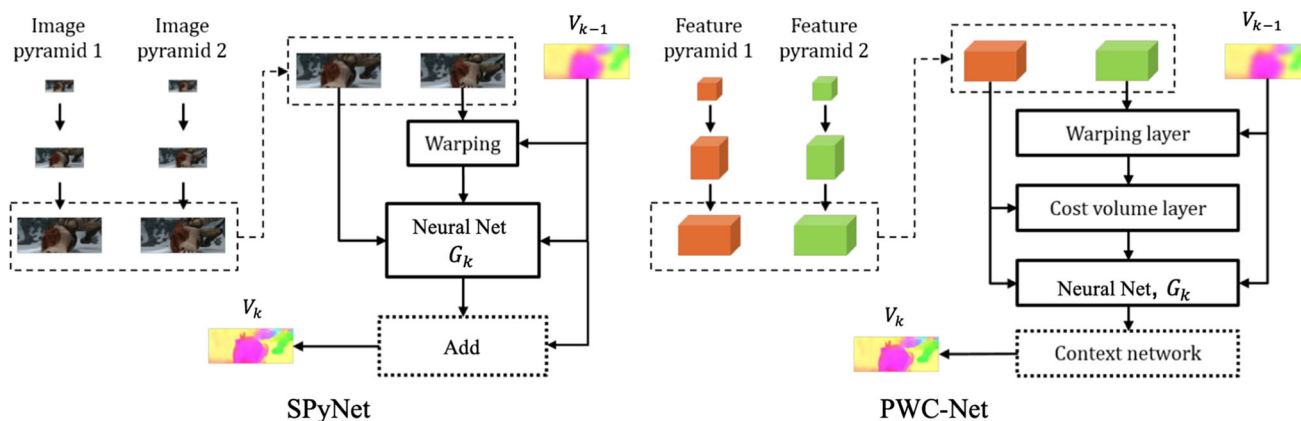 Image
pyramid 1
Image
pyramid 2
V_{k-1}
Warping
Neural Net
G_k
Add
V_k
SPyNet
Feature
pyramid 1
Feature
pyramid 2
V_{k-1}
Warping layer
Cost volume layer
Neural Net, G_k
Context network
V_k
PWC-Net